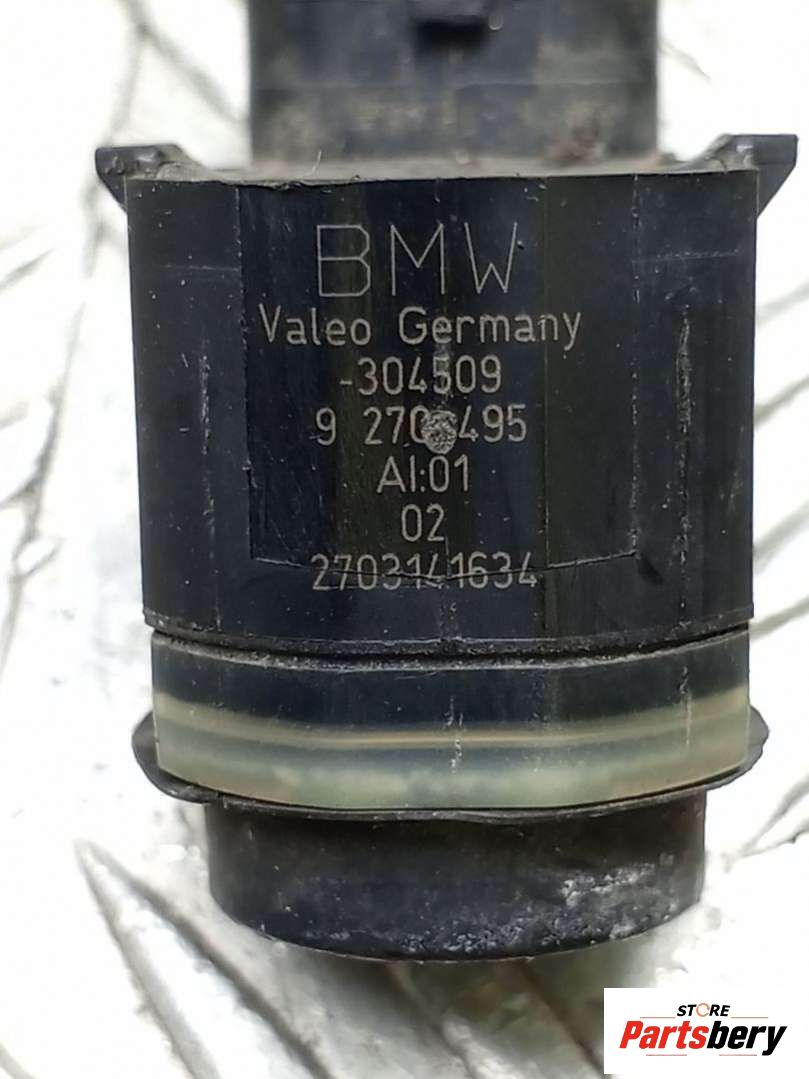 BMW
Valeo Germany
-304509
9
AI:01
02
2703141634
STORE
Partsbery